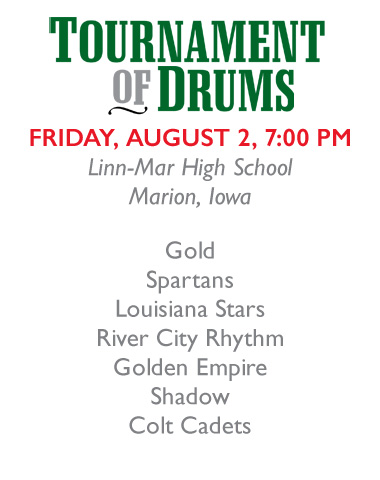 TOURNAMENT
OF DRUMS
FRIDAY, AUGUST 2, 7:00 PM
Linn-Mar High School
Marion, Iowa
Gold
Spartans
Louisiana Stars
River City Rhythm
Golden Empire
Shadow
Colt Cadets